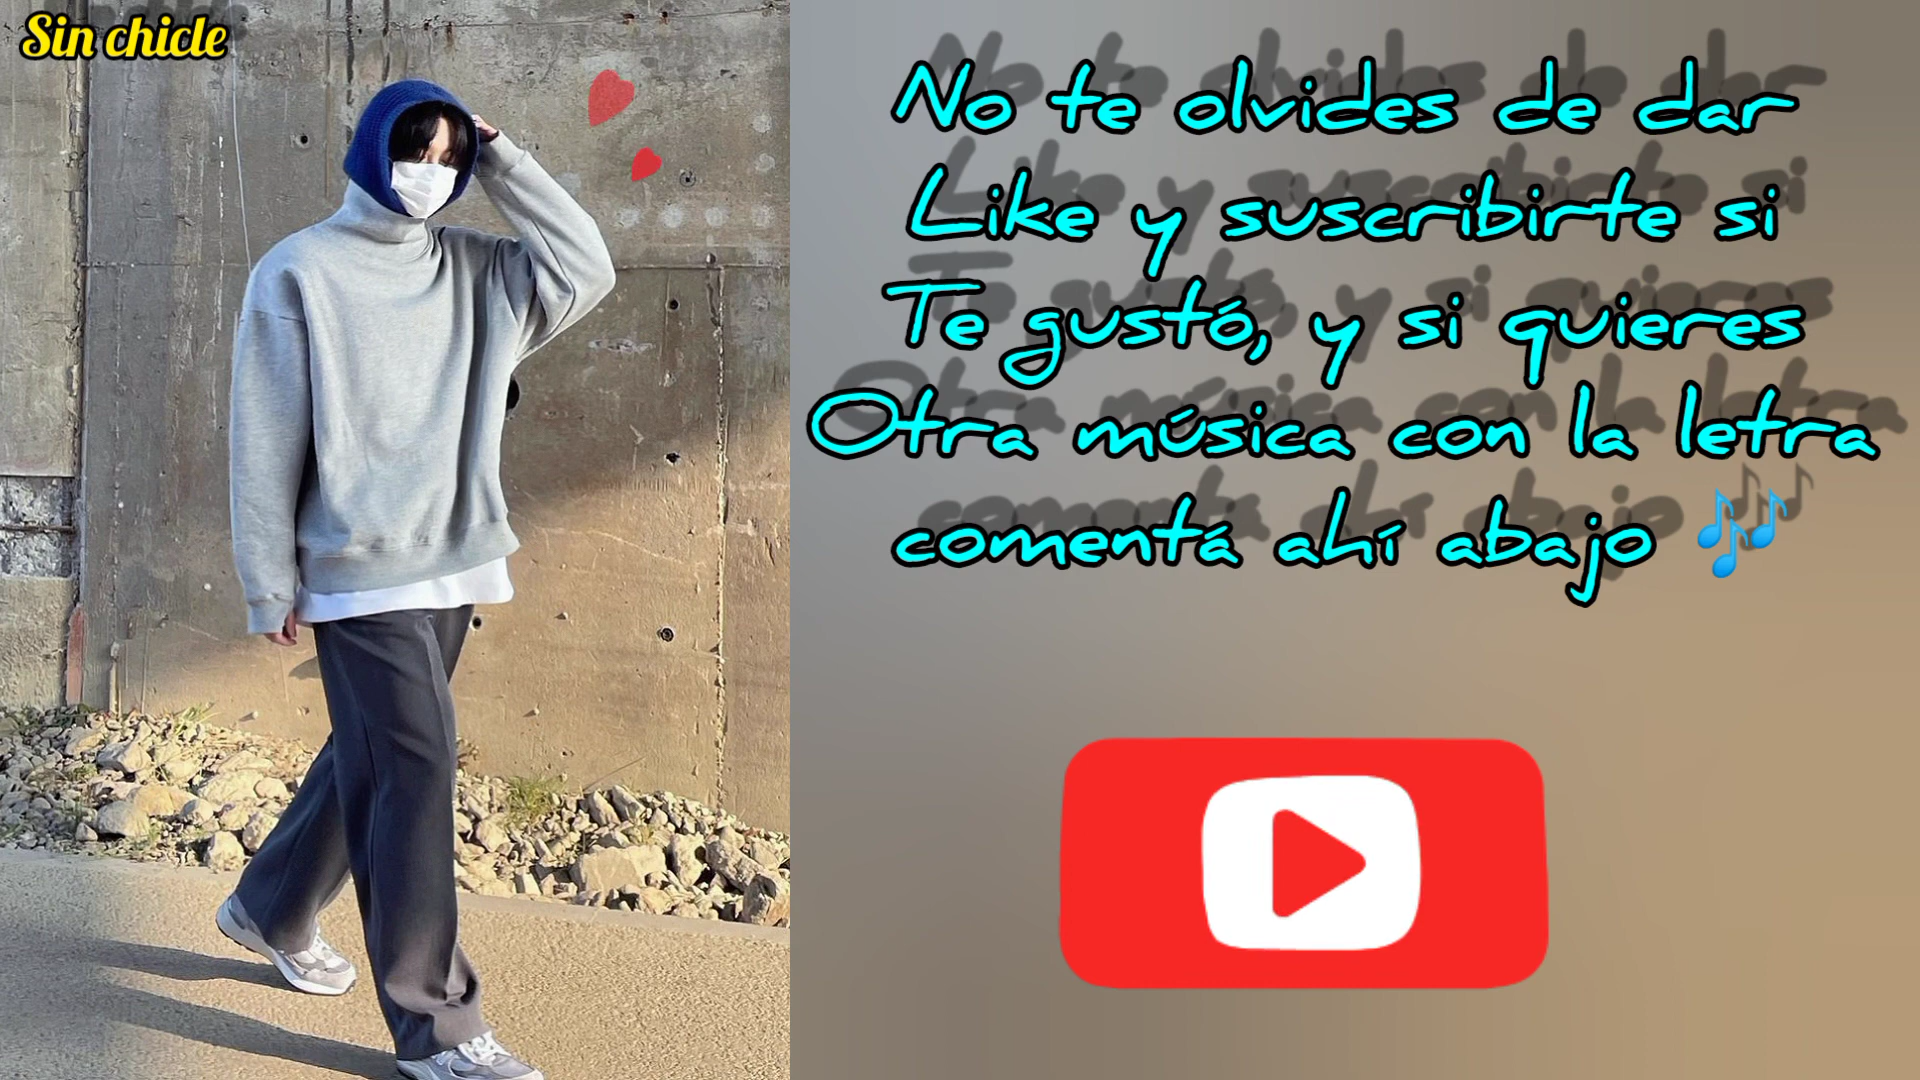 Sin chicle
No te olvides de dar
Like y suscribirte si
Te gustó, y si quieres
Otra música con la letra
comentá ahí abajo 🎶